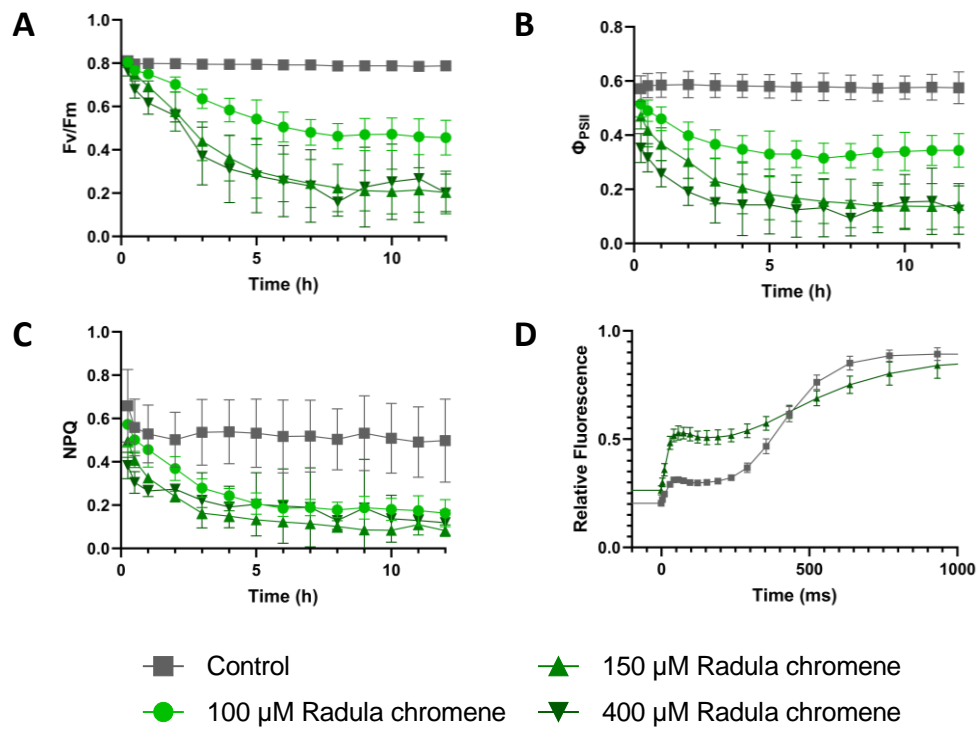 A
1.0
0.8
0.6
0.4
0.2
0.0
Fv/Fm
0
5
10
Time (h)
B
0.8
0.6
0.4
0.2
0.0
ΦPSII
0
5
10
Time (h)
C
1.0
0.8
0.6
0.4
0.2
0.0
NPQ
0
5
10
Time (h)
D
1.0
0.5
0.0
Relative Fluorescence
0
500
1000
Time (ms)
Control
100 µM Radula chromene
150 µM Radula chromene
400 µM Radula chromene